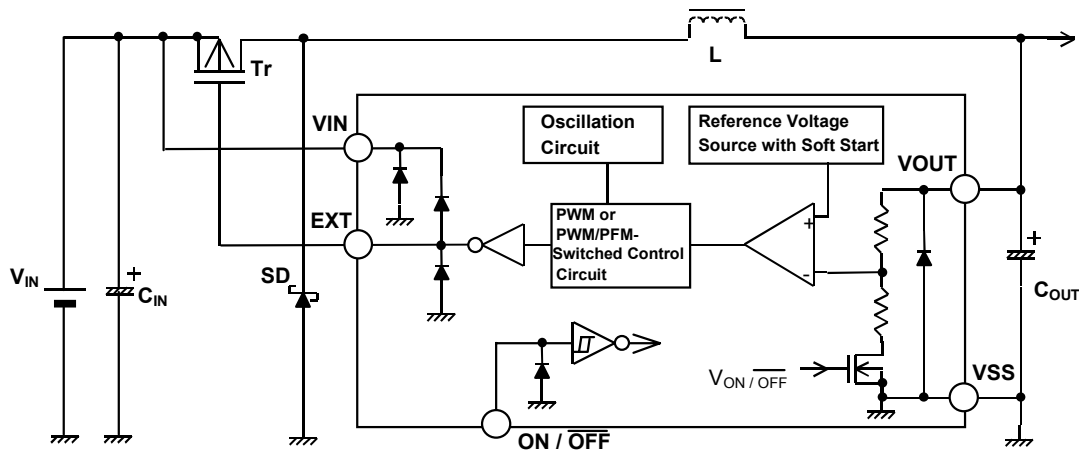 Tr
L
VIN
Oscillation
Circuit
Reference Voltage
Source with Soft Start
VOUT
EXT
PWM or
PWM/PFM-
Switched Control
Circuit
+
-
VIN
+
CIN
SD
+
COUT
VON / OFF
VSS
ON / OFF